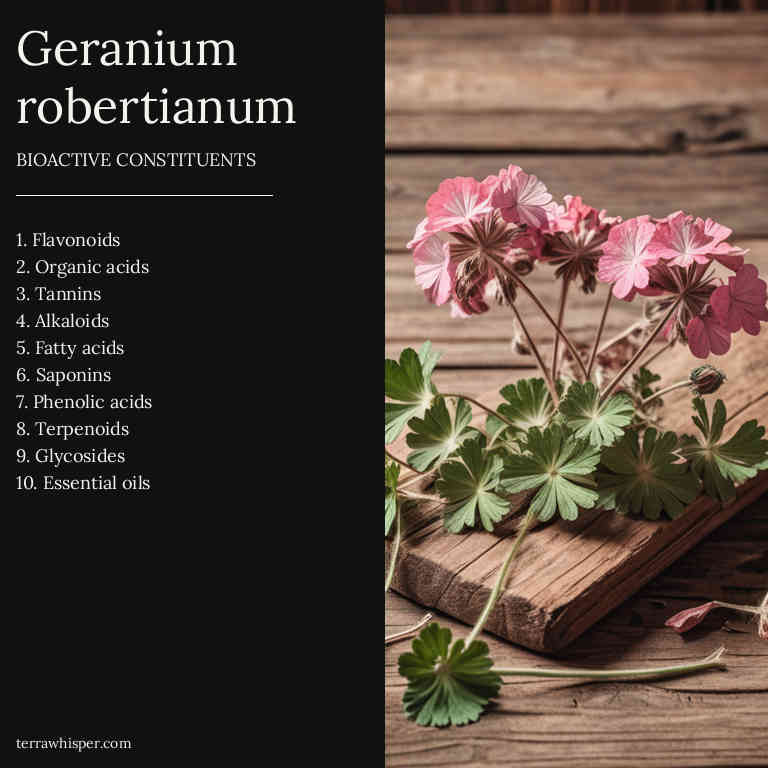 Geranium
robertianum
BIOACTIVE CONSTITUENTS
1. Flavonoids
2. Organic acids
3. Tannins
4. Alkaloids
5. Fatty acids
6. Saponins
7. Phenolic acids
8. Terpenoids
9. Glycosides
10. Essential oils
terrawhisper.com